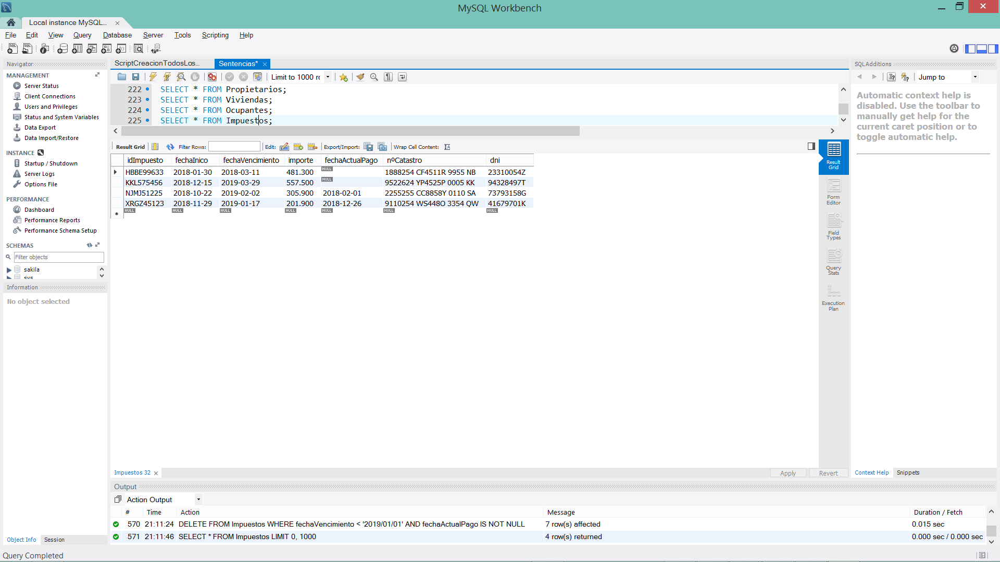 MySQL Workbench
Local instance MySQL...
File Edit View Query Database Server Tools Scripting Help
Navigator
MANAGEMENT
Server Status
Client Connections
Users and Privileges
Status and System Variables
Data Export
Data Import/Restore
INSTANCE
Startup / Shutdown
Server Logs
Options File
PERFORMANCE
Dashboard
Performance Reports
Performance Schema Setup
SCHEMAS
Filter objects
sakila
sys
Information
No object selected
Object Info Session
ScriptCreacionTodosLos... Sentencias*
Limit to 1000 rc
222 SELECT * FROM Propietarios;
223 SELECT * FROM Viviendas;
224 SELECT * FROM Ocupantes;
225 SELECT * FROM Impuestos;
Result Grid Filter Rows: Edit: Export/Import: Wrap Cell Content:
idImpuesto fechaInico fechaVencimiento importe fechaActualPago nºCatastro dni
HBBE99633 2018-01-30 2018-03-11 481.300 NULL 1888254 CF4511R 9955 NB 23310054Z
KKL575456 2018-12-15 2019-03-29 557.500 NULL 9522624 YP4525P 0005 KK 94328497T
NJMJ51225 2018-10-22 2019-02-02 305.900 2018-02-01 2255255 CC8858Y 0110 SA 73793158G
XRGZ45123 2018-11-29 2019-01-17 201.900 2018-12-26 9110254 WS448O 3354 QW 41679701K
NULL NULL NULL NULL NULL NULL NULL
Result Grid
Form Editor
Field Types
Query Stats
Execution Plan
Impuestos 32
Apply Revert
SQLAdditions
Jump to
Automatic context help is
disabled. Use the toolbar to
manually get help for the
current caret position or to
toggle automatic help.
Context Help Snippets
Output
Action Output
# Time Action Message Duration / Fetch
570 21:11:24 DELETE FROM Impuestos WHERE fechaVencimiento < '2019/01/01' AND fechaActualPago IS NOT NULL 7 row(s) affected 0.015 sec
571 21:11:46 SELECT * FROM Impuestos LIMIT 0, 1000 4 row(s) returned 0.000 sec / 0.000 sec
Query Completed